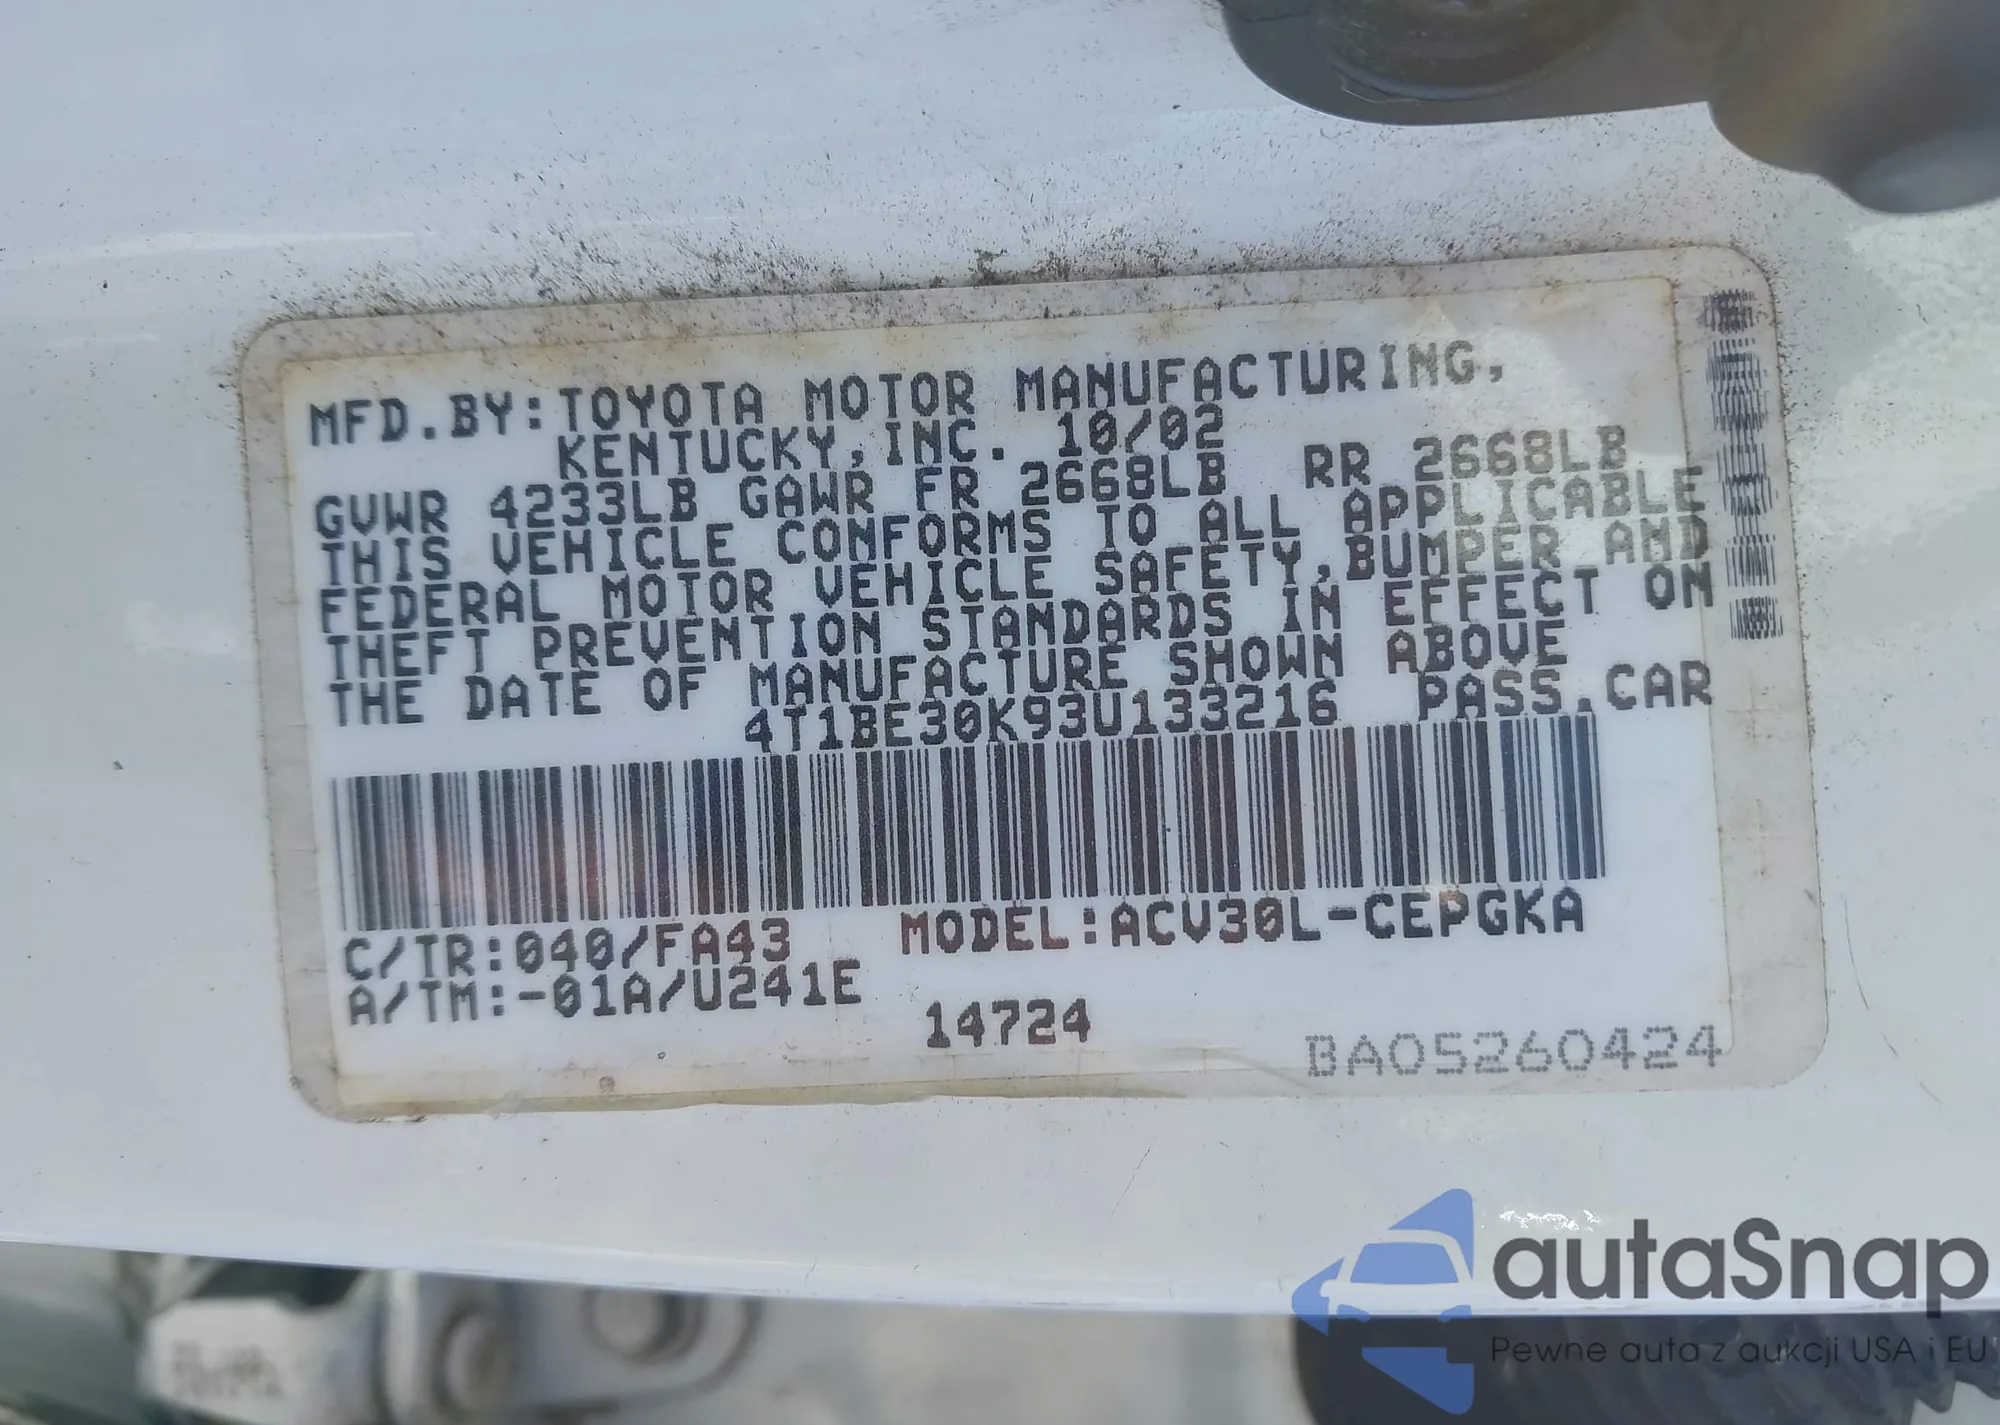 MFD.BY:TOYOTA MOTOR MANUFACTURING,
KENTUCKY,INC. 10/02
GVWR 4233LB GAWR FR 2668LB RR 2668LB
THIS VEHICLE CONFORMS TO ALL APPLICABLE
FEDERAL MOTOR VEHICLE SAFETY,BUMPER AND
THEFT PREVENTION STANDARDS IN EFFECT ON
THE DATE OF MANUFACTURE SHOWN ABOVE
4T1BE30K93U133216 PASS.CAR
C/TR:040/FA43 MODEL:ACV30L-CEPGKA
A/TM:-01A/U241E
14724
BA05260424
autaSnap
Pewne auta z aukcji USA i EU